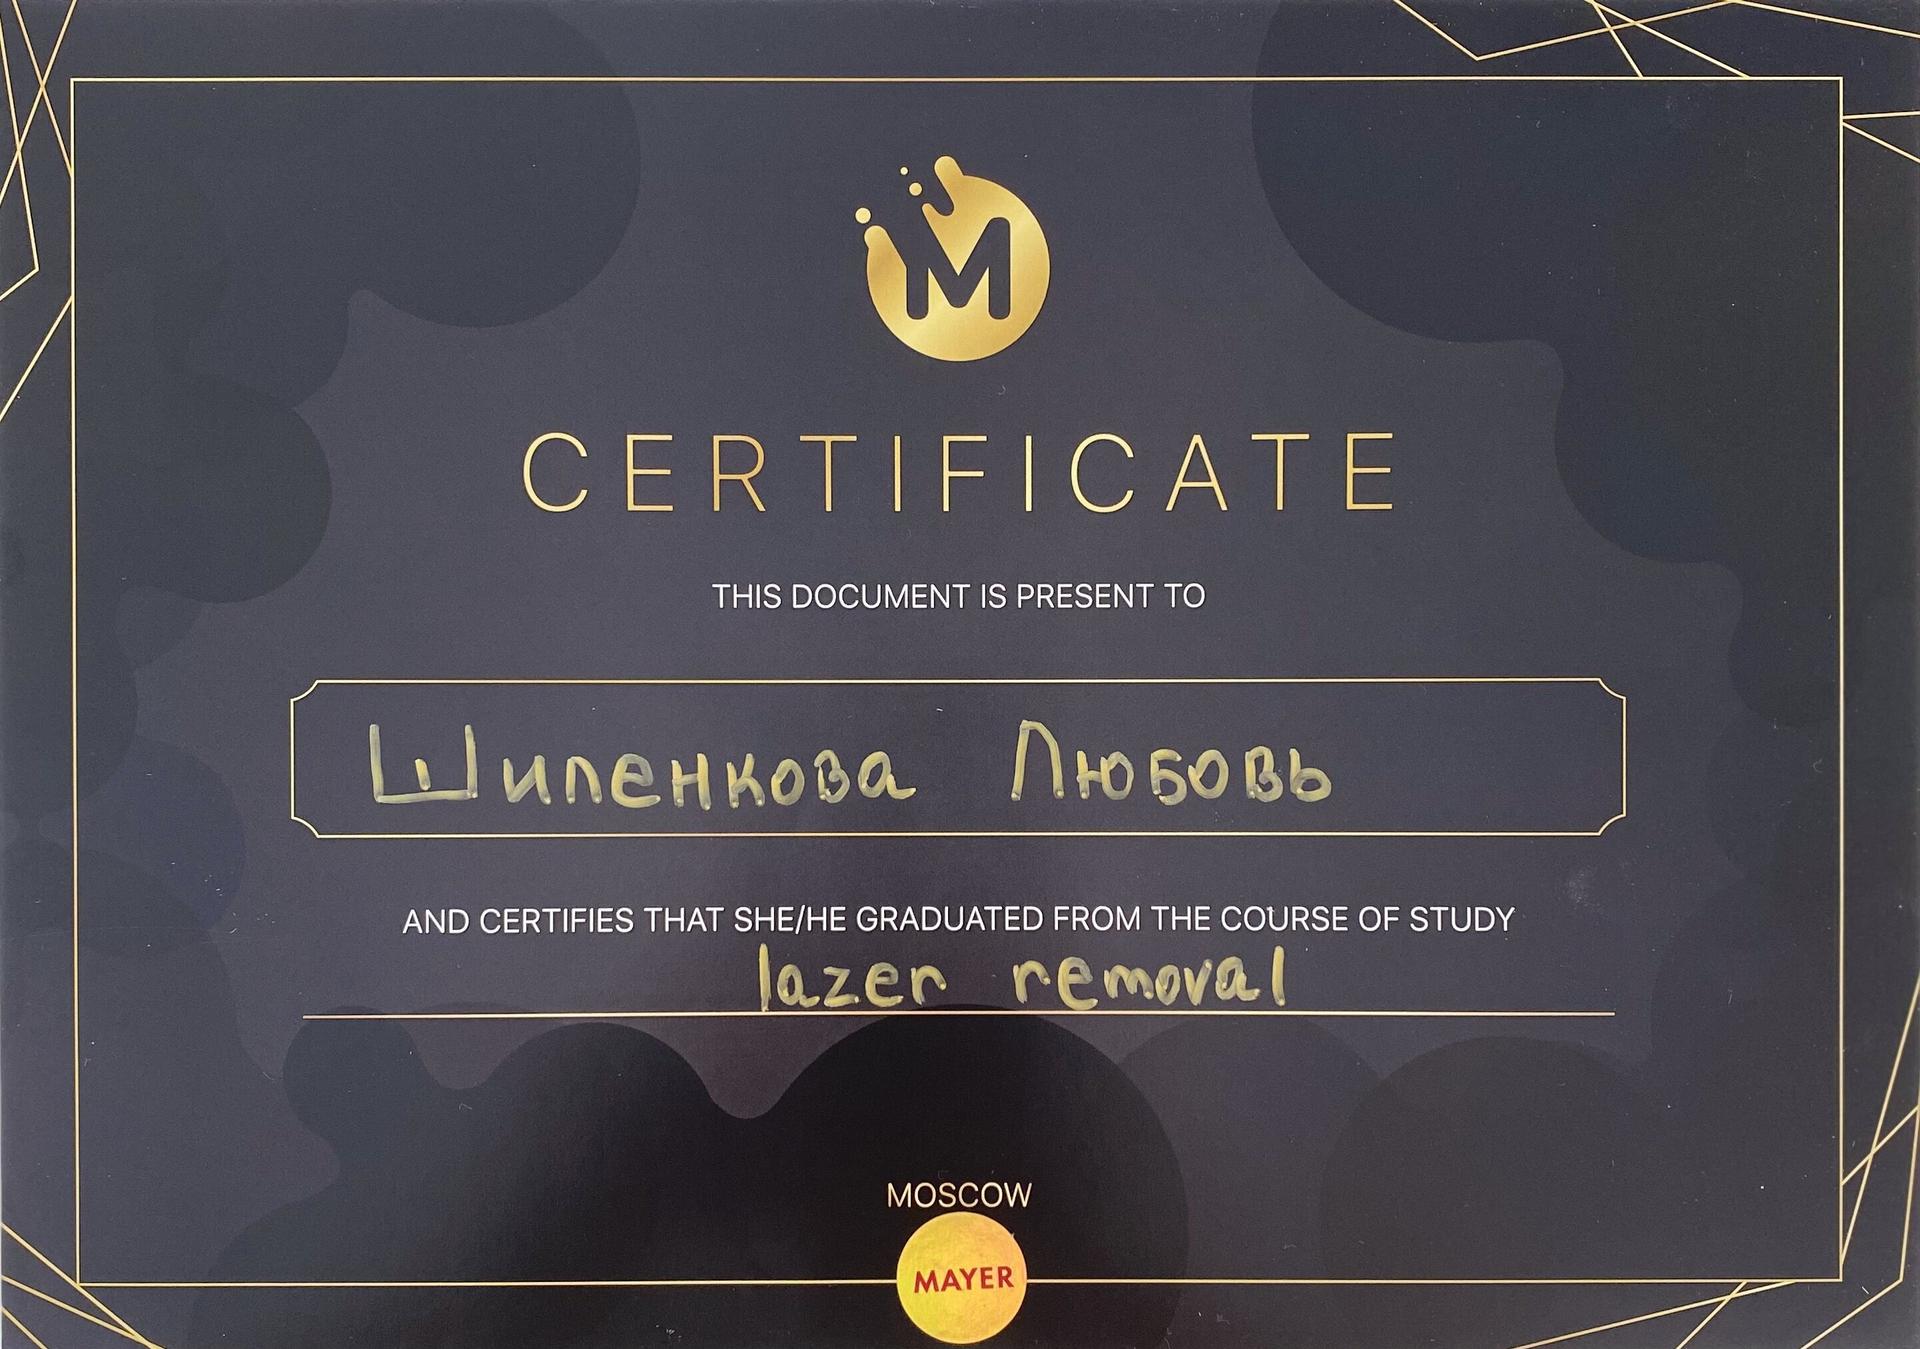 M
CERTIFICATE
THIS DOCUMENT IS PRESENT TO
Шипенкова Любовь
AND CERTIFIES THAT SHE/HE GRADUATED FROM THE COURSE OF STUDY
lazer removal
MOSCOW
MAYER